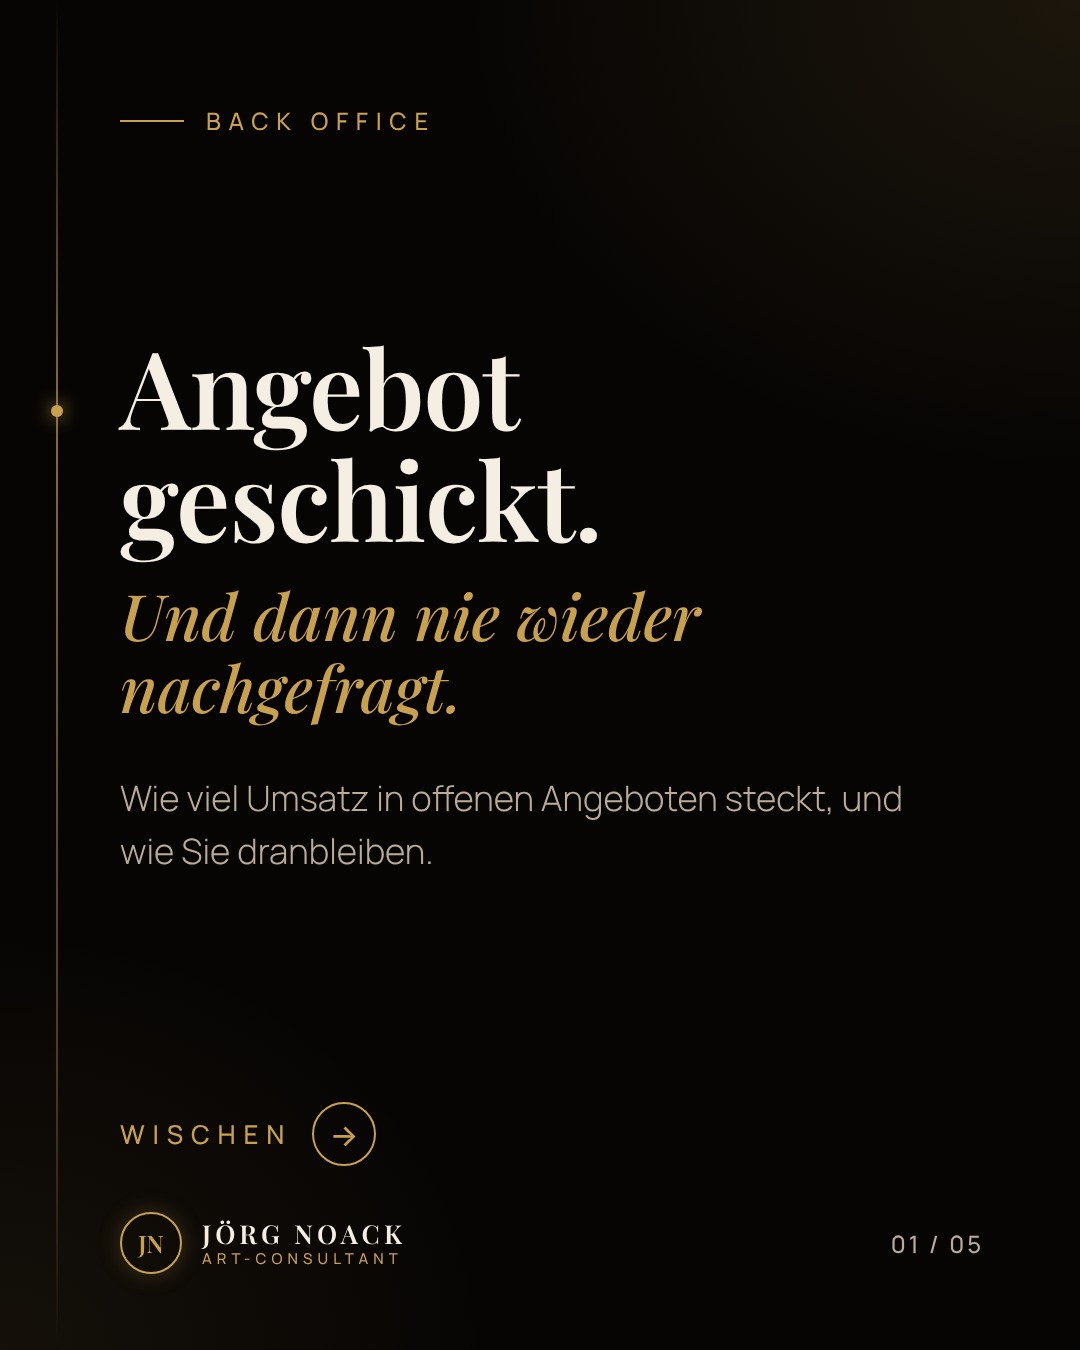 BACK OFFICE
Angebot
geschickt.
Und dann nie wieder
nachgefragt.
Wie viel Umsatz in offenen Angeboten steckt, und
wie Sie dranbleiben.
WISCHEN →
JN
JÖRG NOACK
ART-CONSULTANT
01 / 05